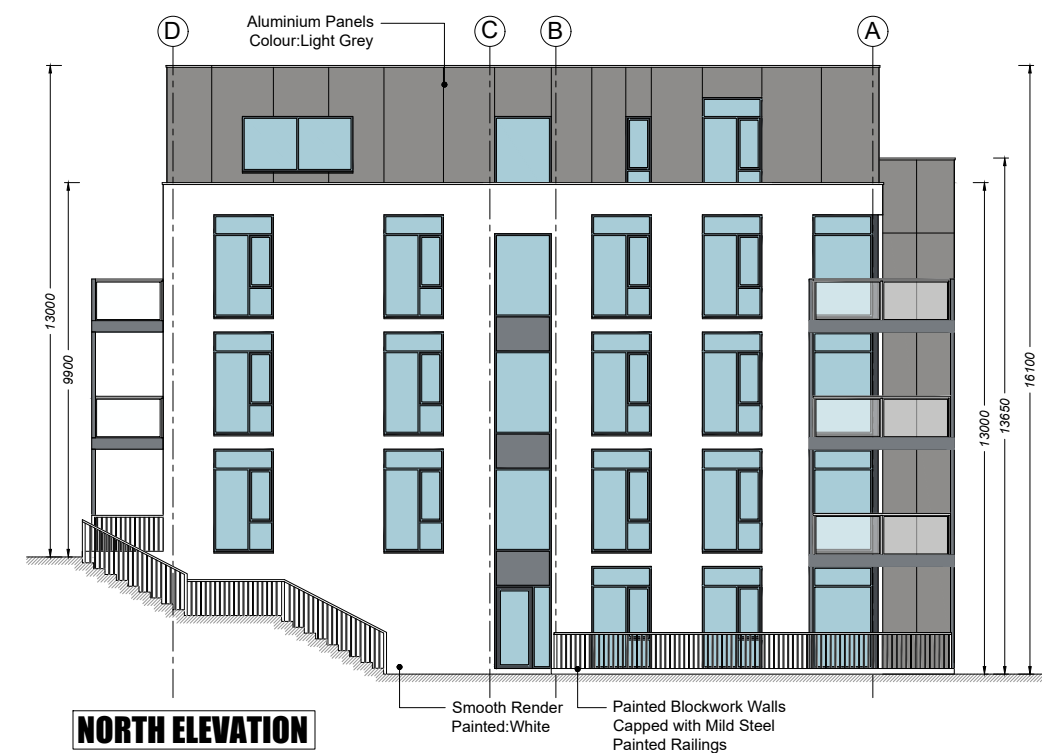 Aluminium Panels
Colour:Light Grey
D
C
B
A
13000
9900
13000
13650
16100
Smooth Render
Painted:White
Painted Blockwork Walls
Capped with Mild Steel
Painted Railings
NORTH ELEVATION